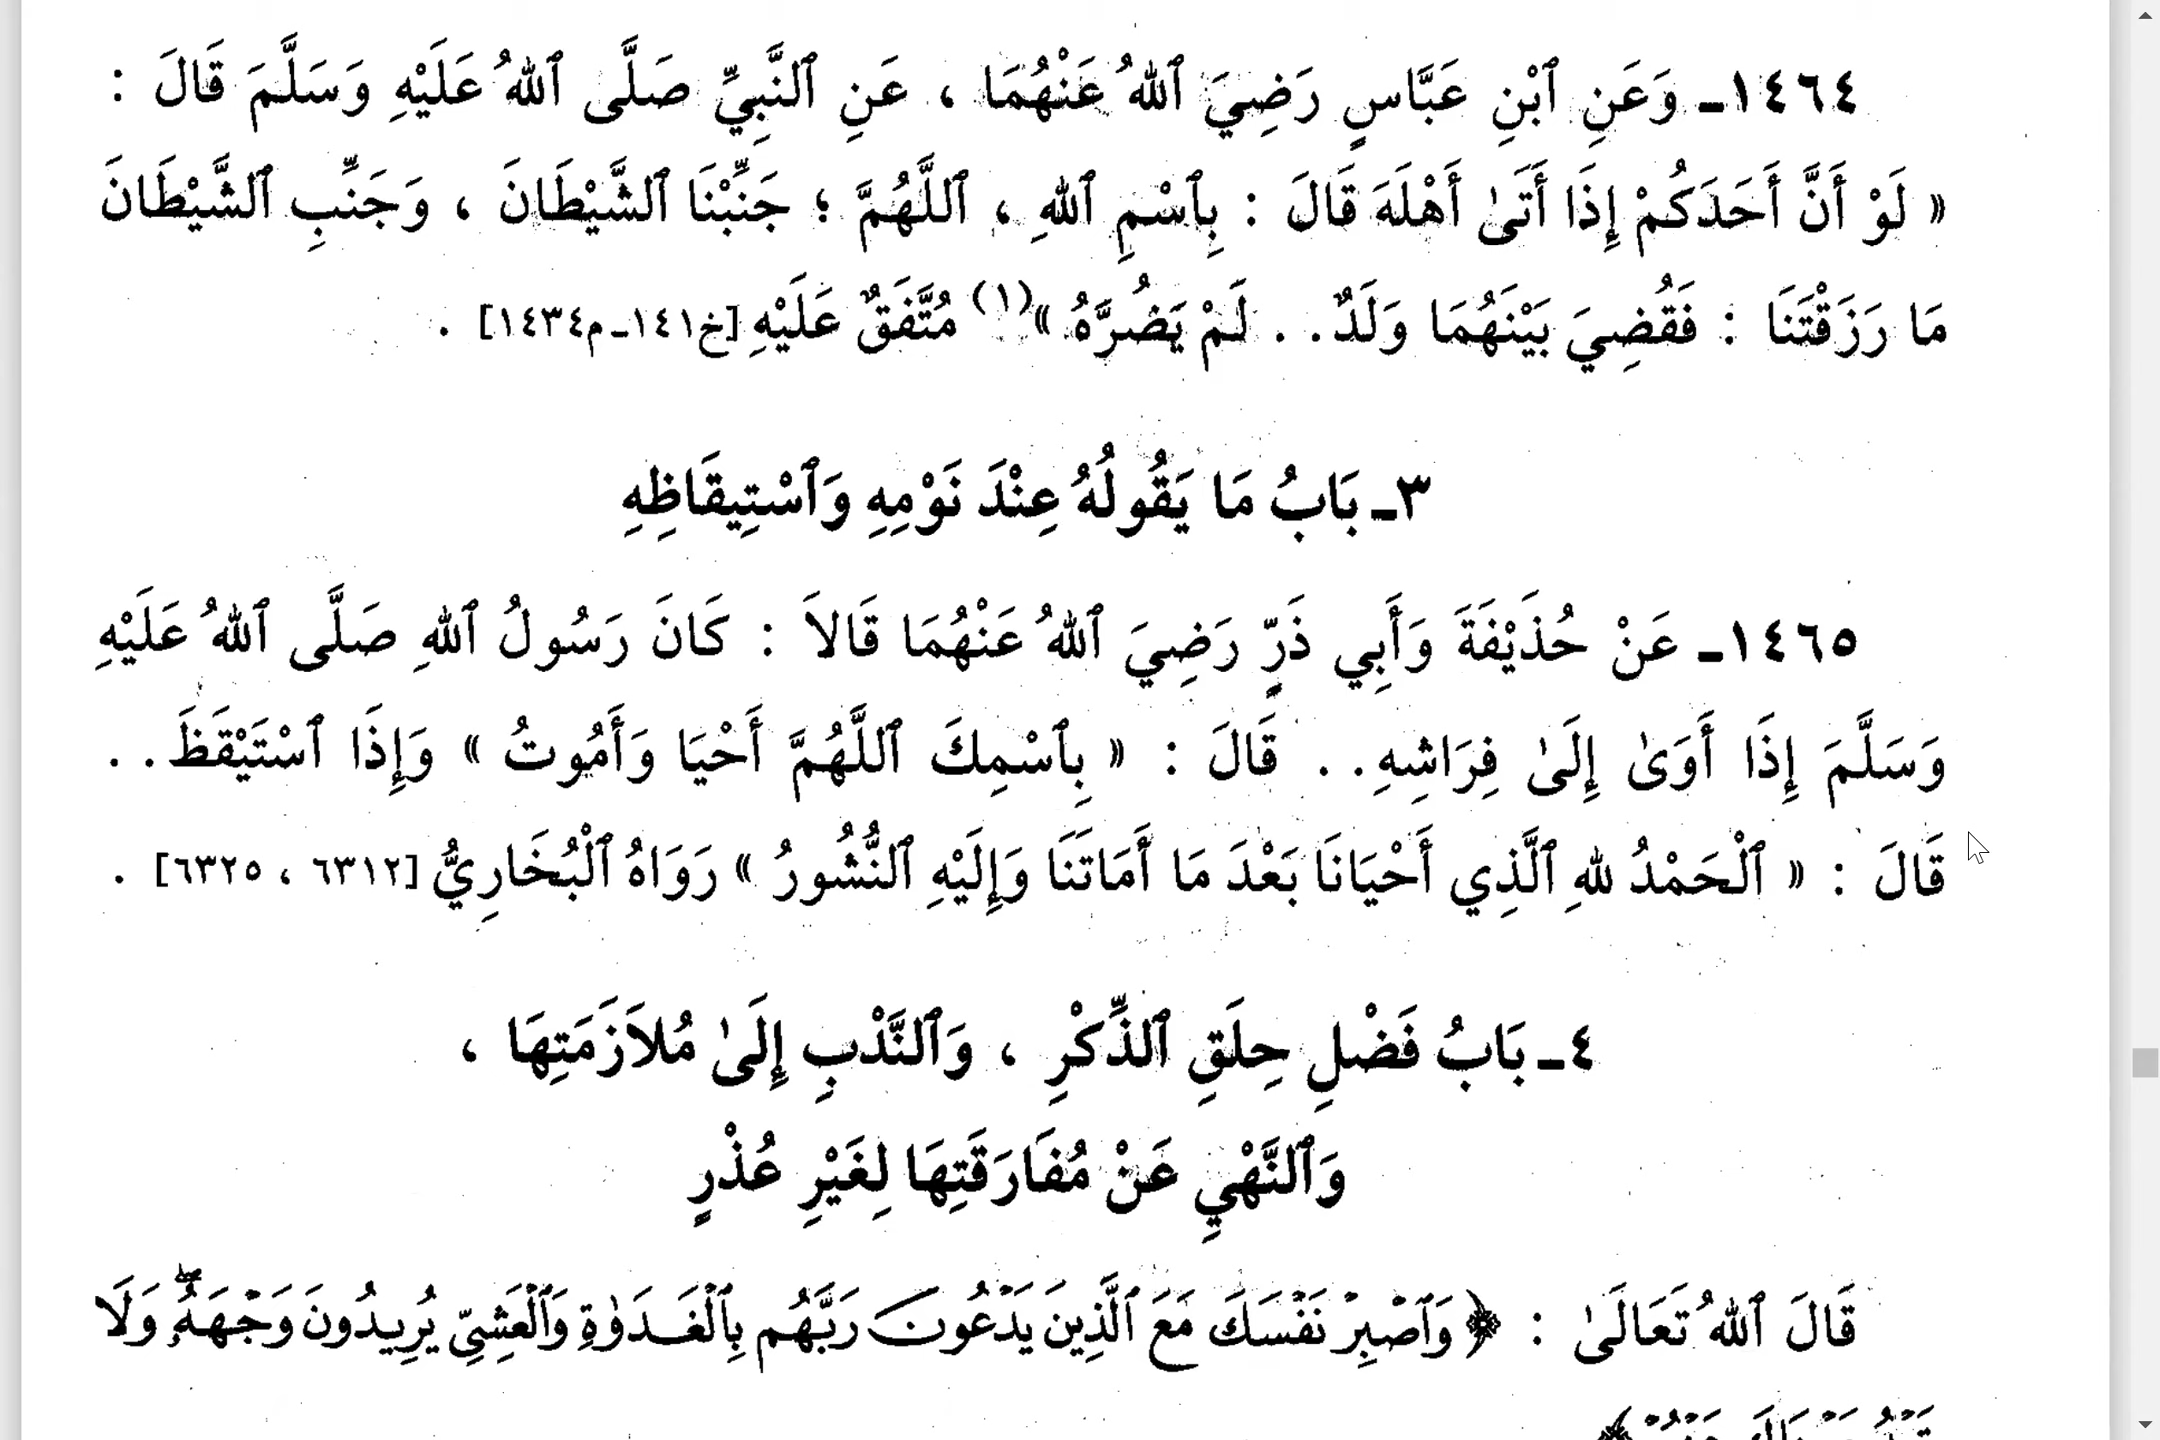 ١٤٦٤ـ وَعَنِ ٱبْنِ عَبَّاسٍ رَضِيَ ٱللهُ عَنْهُمَا ، عَنِ ٱلنَّبِيِّ صَلَّى ٱللهُ عَلَيْهِ وَسَلَّمَ قَالَ :
« لَوْ أَنَّ أَحَدَكُمْ إِذَا أَتَىٰ أَهْلَهَ قَالَ : بِٱسْمِ ٱللهِ ، ٱللَّهُمَّ ؛ جَنِّبْنَا ٱلشَّيْطَانَ ، وَجَنِّبِ ٱلشَّيْطَانَ
مَا رَزَقْتَنَا : فَقُضِيَ بَيْنَهُمَا وَلَدٌ . . لَمْ يَضُرَّهُ »(١) مُتَّفَقٌ عَلَيْهِ [خ١٤١ـ م١٤٣٤] .
٣ـ بَابُ مَا يَقُولُهُ عِنْدَ نَوْمِهِ وَٱسْتِيقَاظِهِ
١٤٦٥ـ عَنْ حُذَيْفَةَ وَأَبِي ذَرٍّ رَضِيَ ٱللهُ عَنْهُمَا قَالاَ : كَانَ رَسُولُ ٱللهِ صَلَّى ٱللهُ عَلَيْهِ
وَسَلَّمَ إِذَا أَوَىٰ إِلَىٰ فِرَاشِهِ . . قَالَ : « بِٱسْمِكَ ٱللَّهُمَّ أَحْيَا وَأَمُوتُ » وَإِذَا ٱسْتَيْقَظَ . .
قَالَ : « ٱلْحَمْدُ للهِ ٱلَّذِي أَحْيَانَا بَعْدَ مَا أَمَاتَنَا وَإِلَيْهِ ٱلنُّشُورُ » رَوَاهُ ٱلْبُخَارِيُّ [٦٣١٢ ، ٦٣٢٥] .
٤ـ بَابُ فَضْلِ حِلَقِ ٱلذِّكْرِ ، وَٱلنَّدْبِ إِلَىٰ مُلاَزَمَتِهَا ،
وَٱلنَّهْيِ عَنْ مُفَارَقَتِهَا لِغَيْرِ عُذْرٍ
قَالَ ٱللهُ تَعَالَىٰ : ﴿ وَٱصْبِرْ نَفْسَكَ مَعَ ٱلَّذِينَ يَدْعُونَ رَبَّهُم بِٱلْغَدَوٰةِ وَٱلْعَشِيِّ يُرِيدُونَ وَجْهَهُۥۖ وَلَا